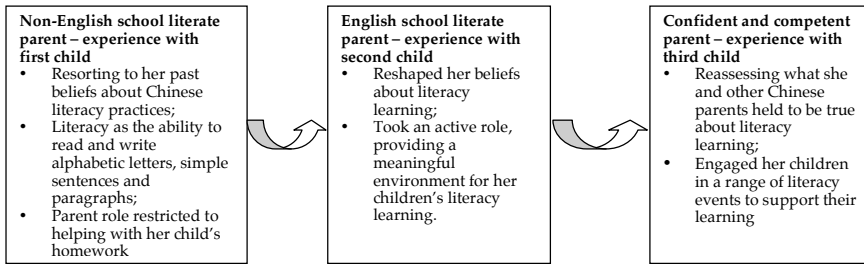 Non-English school literate
parent – experience with
first child
• Resorting to her past
beliefs about Chinese
literacy practices;
• Literacy as the ability to
read and write
alphabetic letters, simple
sentences and
paragraphs;
• Parent role restricted to
helping with her child's
homework
English school literate
parent – experience with
second child
• Reshaped her beliefs
about literacy
learning;
• Took an active role,
providing a
meaningful
environment for her
children's literacy
learning.
Confident and competent
parent – experience with
third child
• Reassessing what she
and other Chinese
parents held to be true
about literacy
learning;
• Engaged her children
in a range of literacy
events to support their
learning